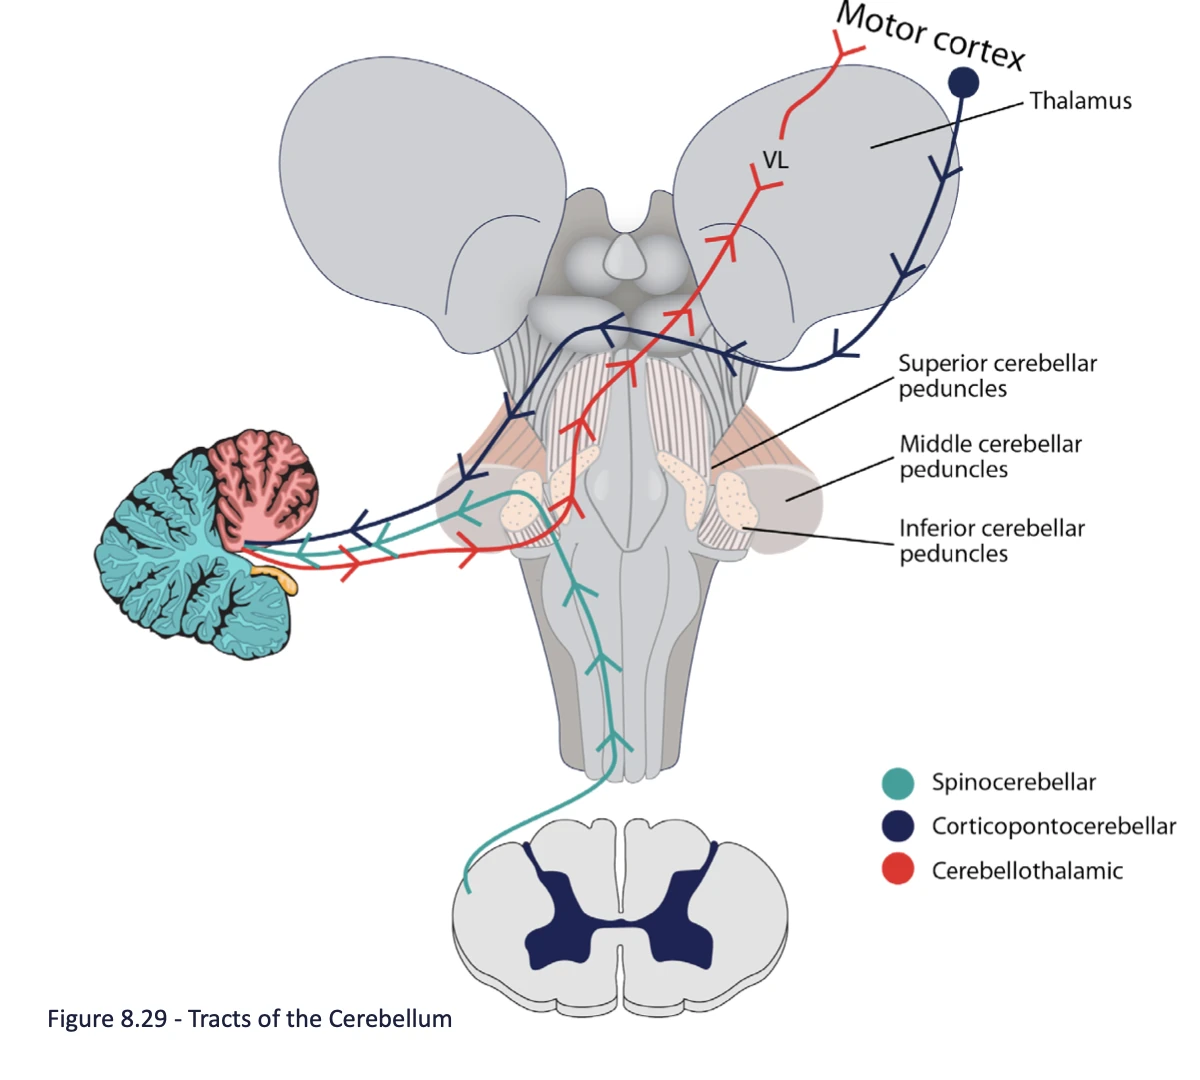 Motor cortex
Thalamus
VL
Superior cerebellar
peduncles
Middle cerebellar
peduncles
Inferior cerebellar
peduncles
Spinocerebellar
Corticopontocerebellar
Cerebellothalamic
Figure 8.29 - Tracts of the Cerebellum